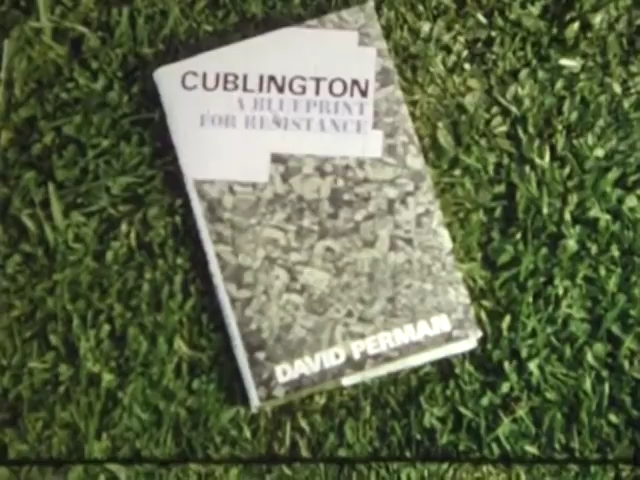 CUBLINGTON
A BLUEPRINT
FOR RESISTANCE
DAVID PERMAN